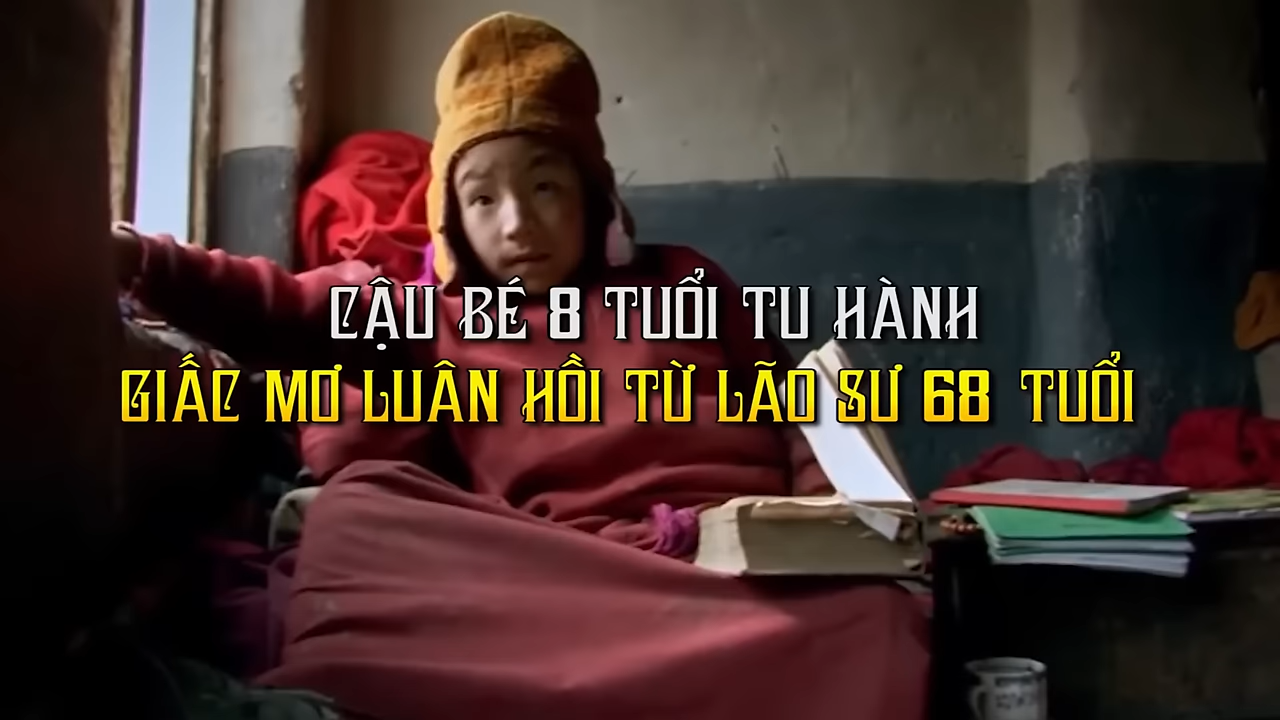 CẬU BÉ 8 TUỔI TU HÀNH
GIẤC MƠ LUÂN HỒI TỪ LÃO SƯ 68 TUỔI